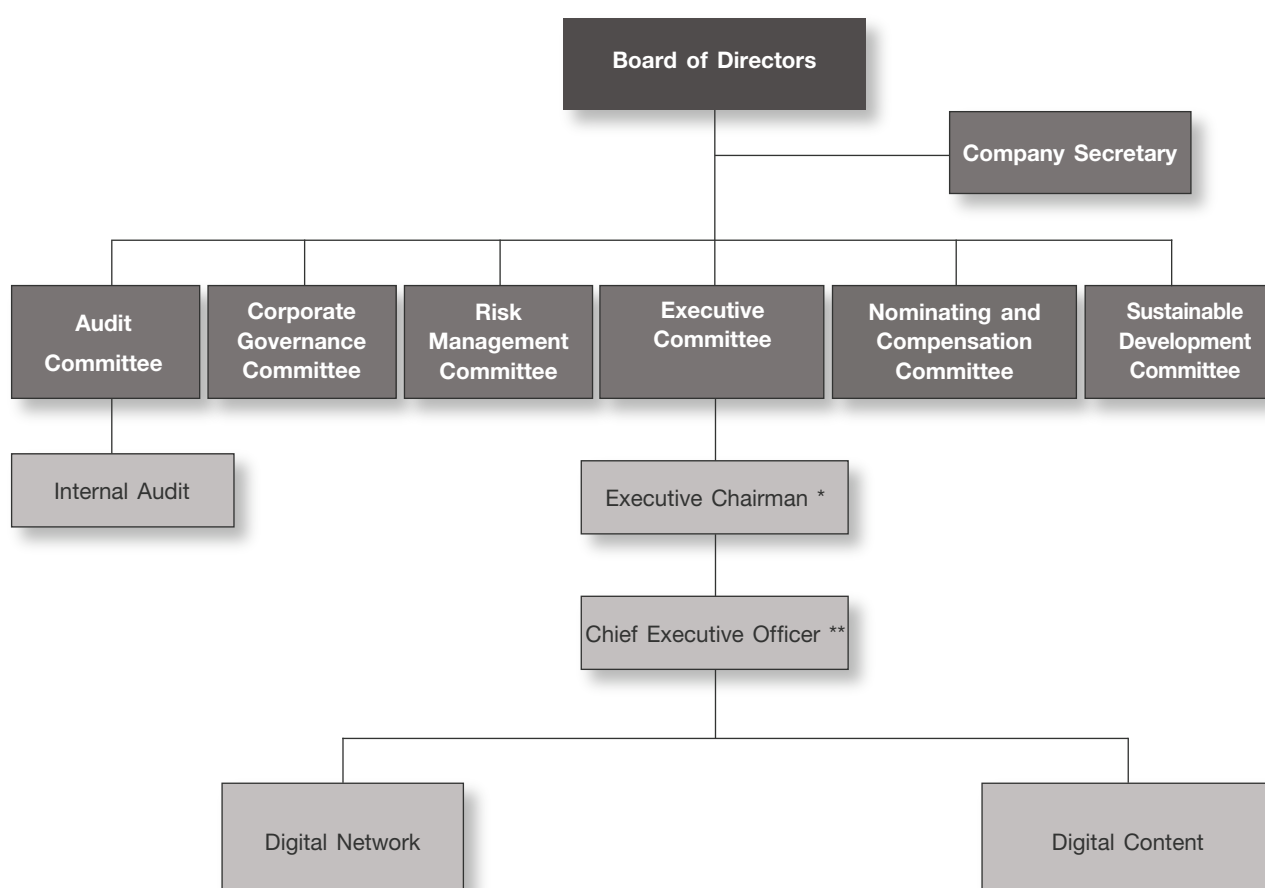 Board of Directors
Company Secretary
Audit
Committee
Corporate
Governance
Committee
Risk
Management
Committee
Executive
Committee
Nominating and
Compensation
Committee
Sustainable
Development
Committee
Internal Audit
Executive Chairman *
Chief Executive Officer **
Digital Network
Digital Content